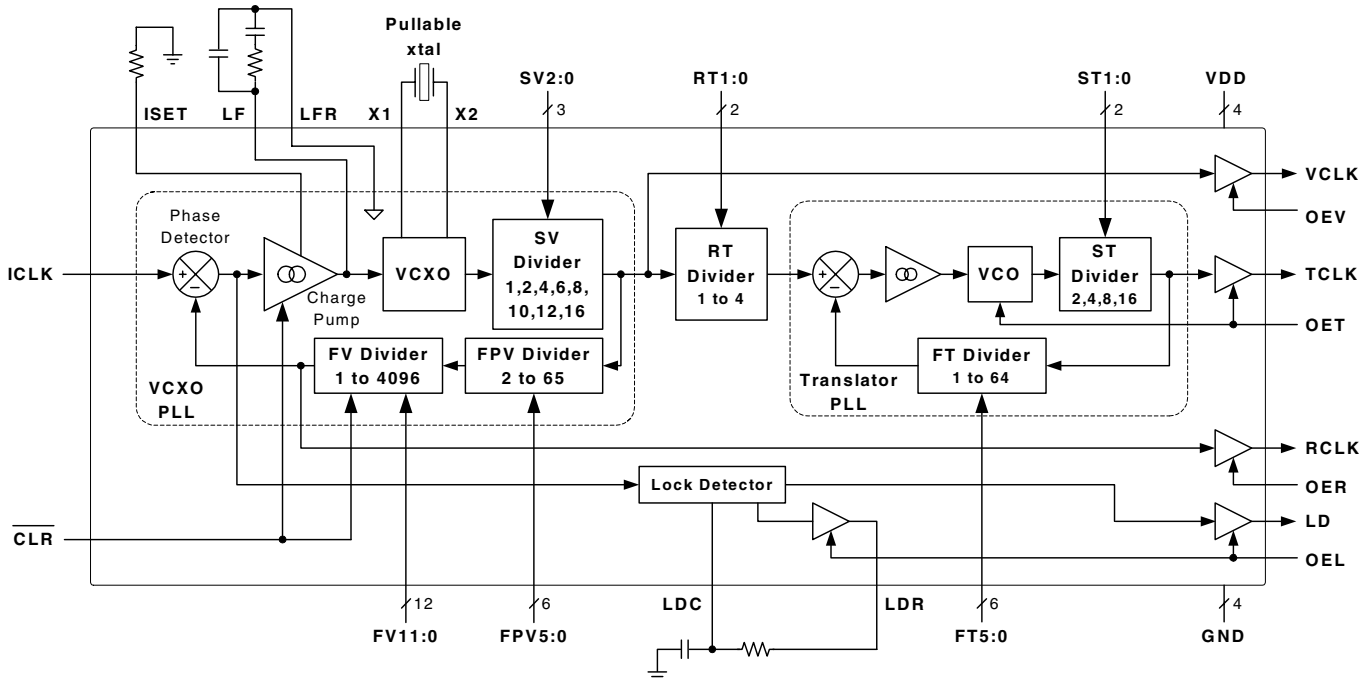 Pullable
xtal
SV2:0
RT1:0
ST1:0
VDD
ISET
LF
LFR
X1
X2
3
2
2
4
VCLK
OEV
Phase
Detector
ICLK
+
−
Charge
Pump
VCXO
SV
Divider
1,2,4,6,8,
10,12,16
RT
Divider
1 to 4
+
−
VCO
ST
Divider
2,4,8,16
TCLK
OET
FV Divider
1 to 4096
FPV Divider
2 to 65
VCXO
PLL
FT Divider
1 to 64
Translator
PLL
RCLK
OER
Lock Detector
LD
OEL
CLR
12
6
6
4
FV11:0
FPV5:0
LDC
LDR
FT5:0
GND